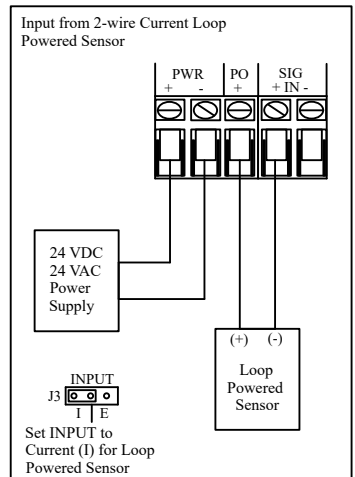 Input from 2-wire Current Loop
Powered Sensor
PWR PO SIG
+ - + + IN -
24 VDC
24 VAC
Power
Supply
(+) (-)
Loop
Powered
Sensor
INPUT
J3
I E
Set INPUT to
Current (I) for Loop
Powered Sensor